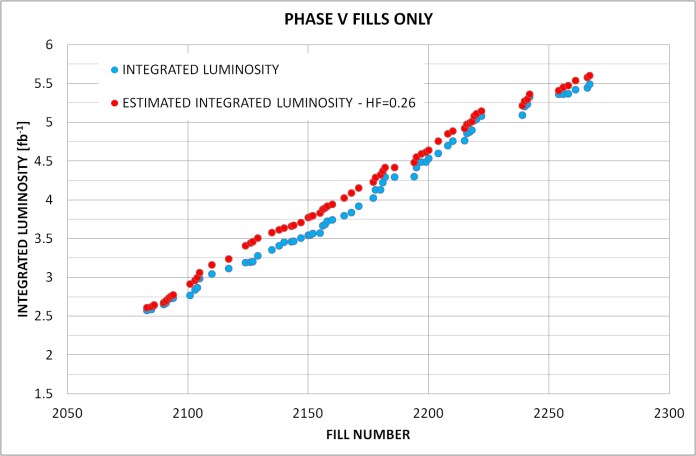 PHASE V FILLS ONLY
6
5.5
5
4.5
4
3.5
3
2.5
2
1.5
INTEGRATED LUMINOSITY [fb⁻¹]
INTEGRATED LUMINOSITY
ESTIMATED INTEGRATED LUMINOSITY - HF=0.26
2050 2100 2150 2200 2250 2300
FILL NUMBER